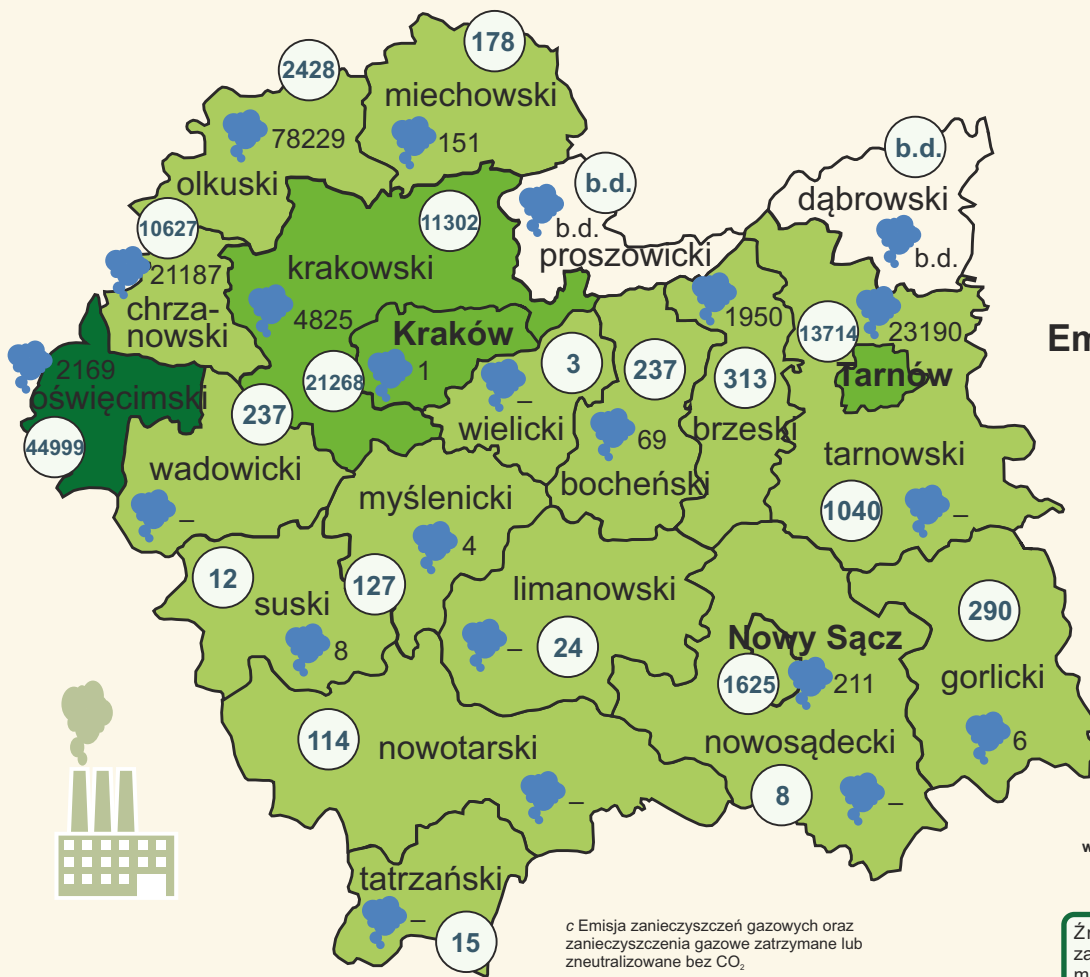 178
2428
miechowski
78229
151
olkuski
b.d.
dąbrowski
b.d.
b.d.
b.d.
proszowicki
10627
11302
21187
krakowski
chrza-
nowski
4825
Kraków
1
1950
13714
23190
Em
2169
oświęcimski
21268
3
237
313
Tarnów
–
237
44999
wadowicki
–
wielicki
69
brzeski
bocheński
tarnowski
1040
–
myślenicki
4
12
127
suski
8
limanowski
–
24
Nowy Sącz
290
1625
211
gorlicki
6
114
nowotarski
–
nowosądecki
8
–
w
tatrzański
–
15
c Emisja zanieczyszczeń gazowych oraz
zanieczyszczenia gazowe zatrzymane lub
zneutralizowane bez CO₂
Źr
za
m